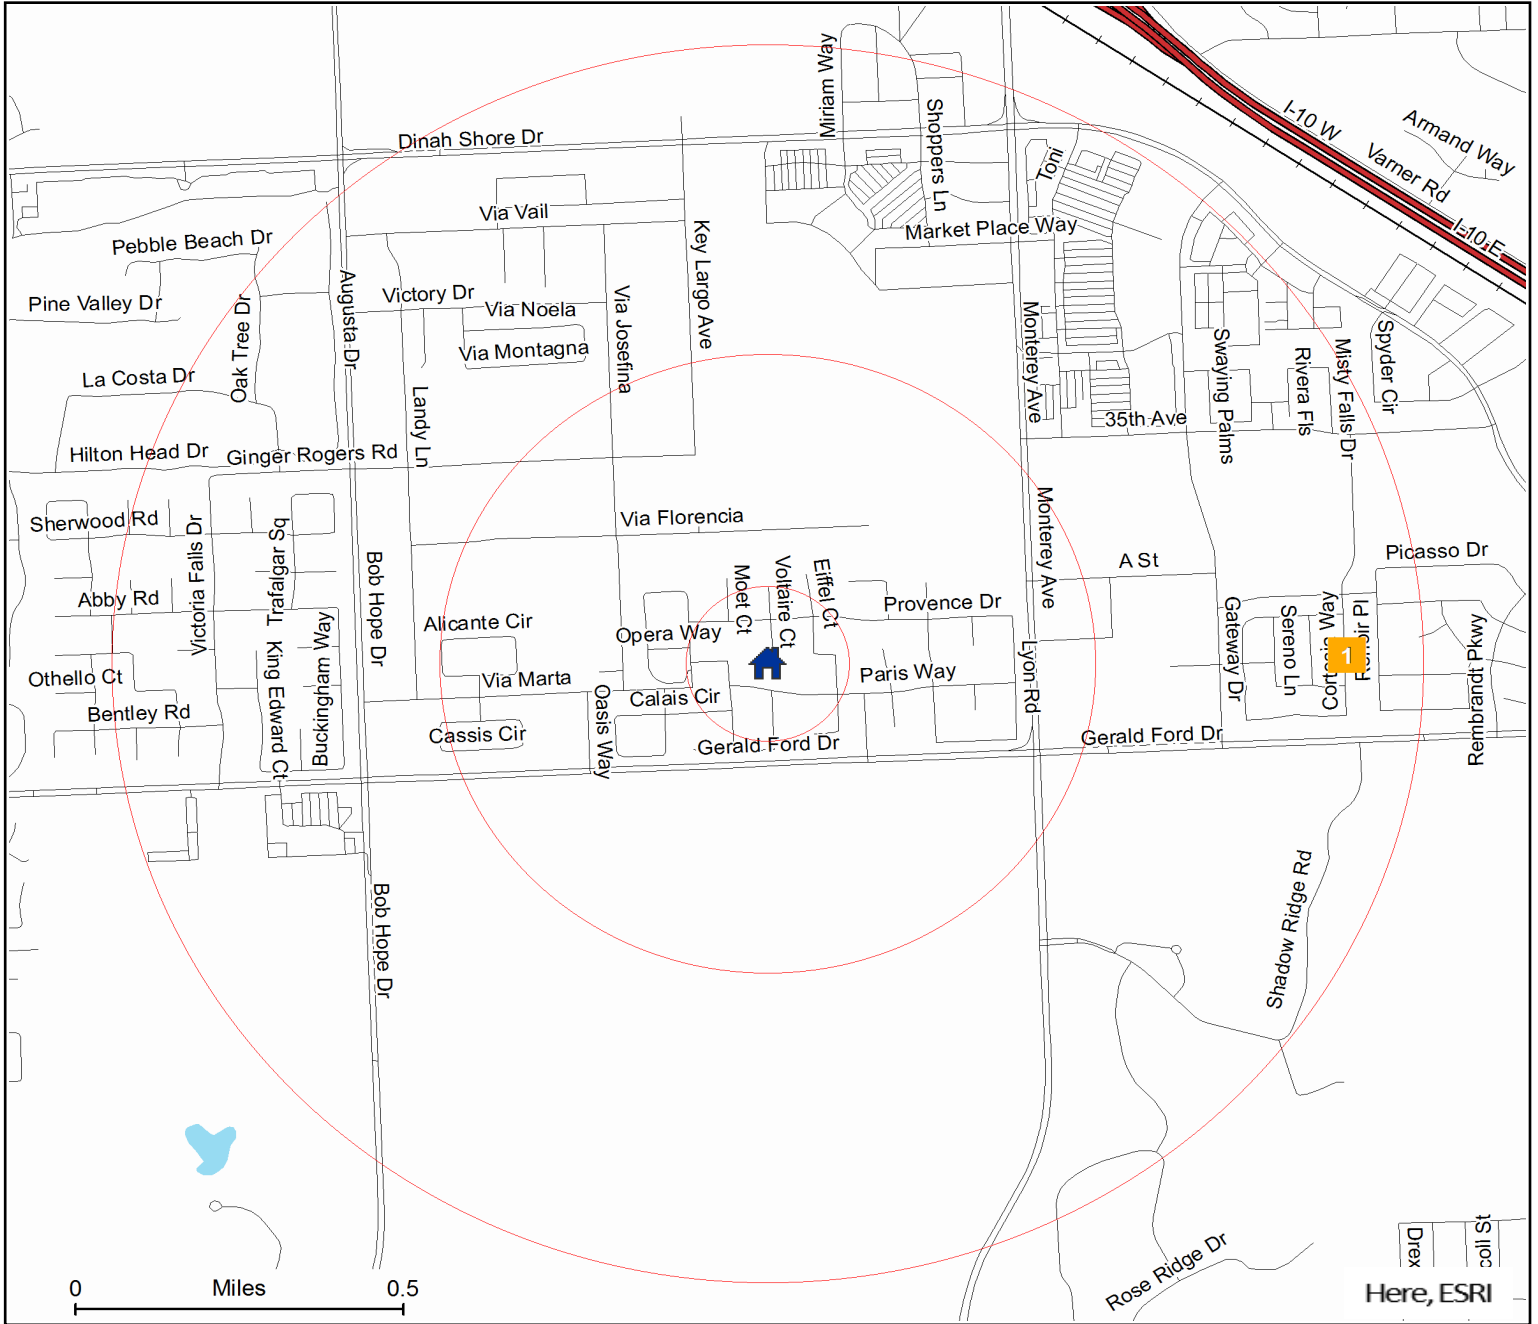 Miriam Way
Shoppers Ln
Dinah Shore Dr
I-10 W
Armand Way
Varner Rd
Toni
I-10 E
Via Vail
Market Place Way
Pebble Beach Dr
Key Largo Ave
Augusta Dr
Pine Valley Dr
Oak Tree Dr
Victory Dr
Via Noela
Via Josefina
Via Montagna
Monterey Ave
Swaying Palms
Rivera Fls
Misty Falls Dr
Spyder Cir
La Costa Dr
Landy Ln
35th Ave
Hilton Head Dr
Ginger Rogers Rd
Sherwood Rd
Victoria Falls Dr
Trafalgar Sq
Via Florencia
Monterey Ave
Picasso Dr
A St
Bob Hope Dr
Moet Ct
Voltaire Ct
Eiffel Ct
Abby Rd
Provence Dr
Alicante Cir
Opera Way
King Edward Ct
Buckingham Way
Gateway Dr
Sereno Ln
Way
1
Pl
Rembrandt Pkwy
Othello Ct
Via Marta
Calais Cir
Paris Way
Lyon Rd
Oasis Way
Bentley Rd
Cassis Cir
Gerald Ford Dr
Gerald Ford Dr
Bob Hope Dr
Shadow Ridge Rd
Rose Ridge Dr
Drex
coll St
0 Miles 0.5
Here, ESRI